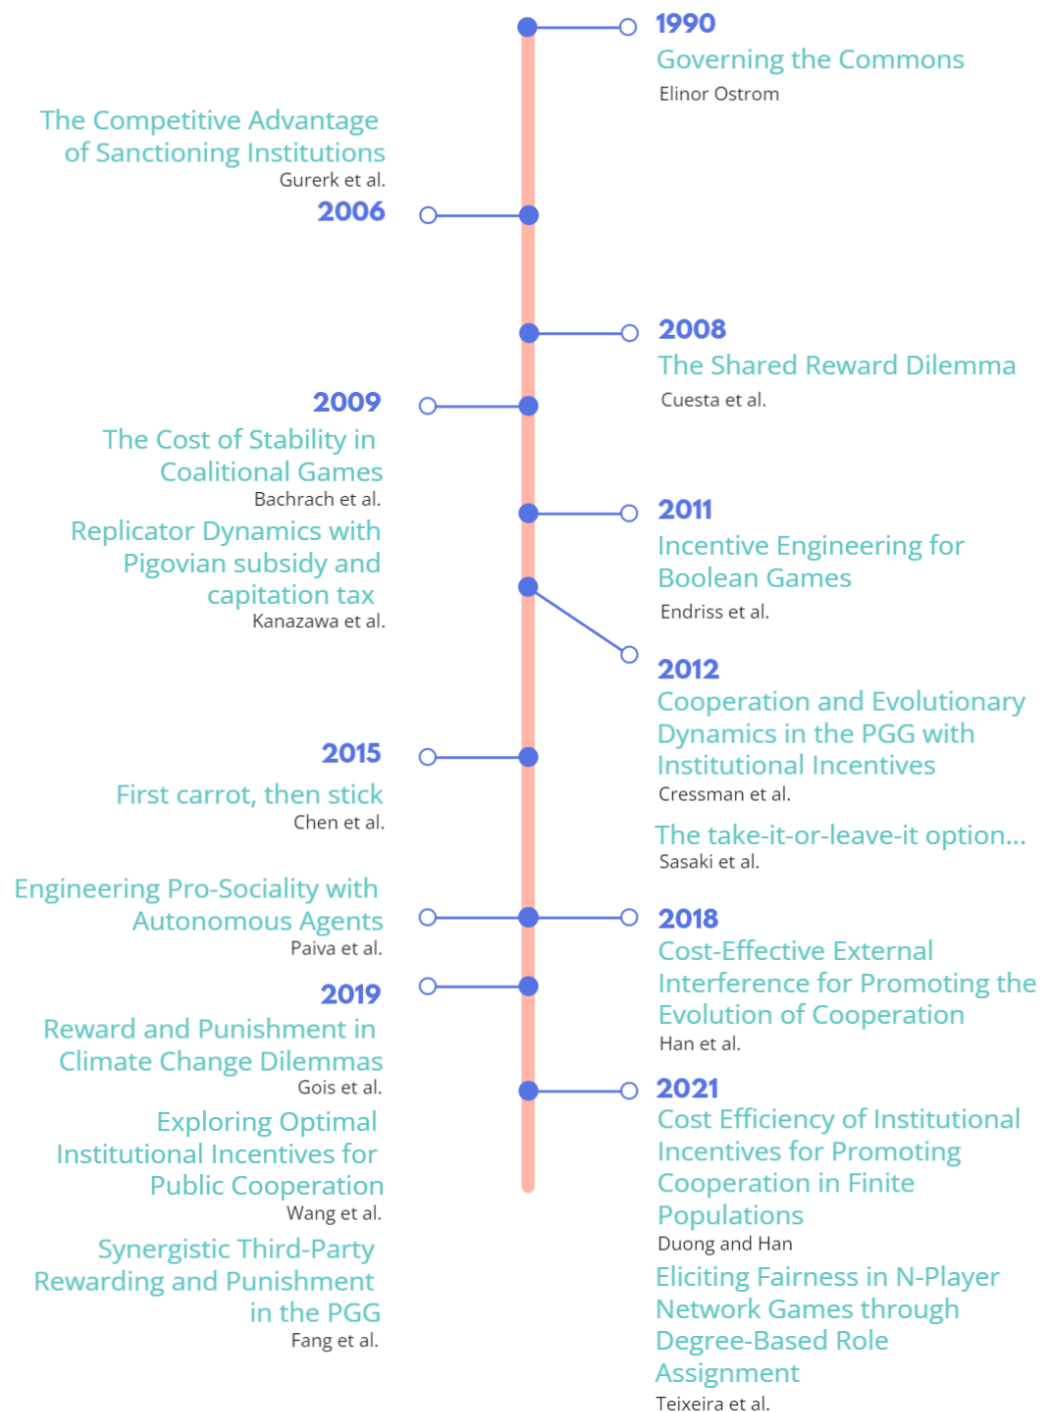 1990
Governing the Commons
Elinor Ostrom
The Competitive Advantage
of Sanctioning Institutions
Gurerk et al.
2006
2008
The Shared Reward Dilemma
Cuesta et al.
2009
The Cost of Stability in
Coalitional Games
Bachrach et al.
Replicator Dynamics with
Pigovian subsidy and
capitation tax
Kanazawa et al.
2011
Incentive Engineering for
Boolean Games
Endriss et al.
2012
Cooperation and Evolutionary
Dynamics in the PGG with
Institutional Incentives
Cressman et al.
The take-it-or-leave-it option...
Sasaki et al.
2015
First carrot, then stick
Chen et al.
Engineering Pro-Sociality with
Autonomous Agents
Paiva et al.
2018
Cost-Effective External
Interference for Promoting the
Evolution of Cooperation
Han et al.
2019
Reward and Punishment in
Climate Change Dilemmas
Gois et al.
Exploring Optimal
Institutional Incentives for
Public Cooperation
Wang et al.
Synergistic Third-Party
Rewarding and Punishment
in the PGG
Fang et al.
2021
Cost Efficiency of Institutional
Incentives for Promoting
Cooperation in Finite
Populations
Duong and Han
Eliciting Fairness in N-Player
Network Games through
Degree-Based Role
Assignment
Teixeira et al.